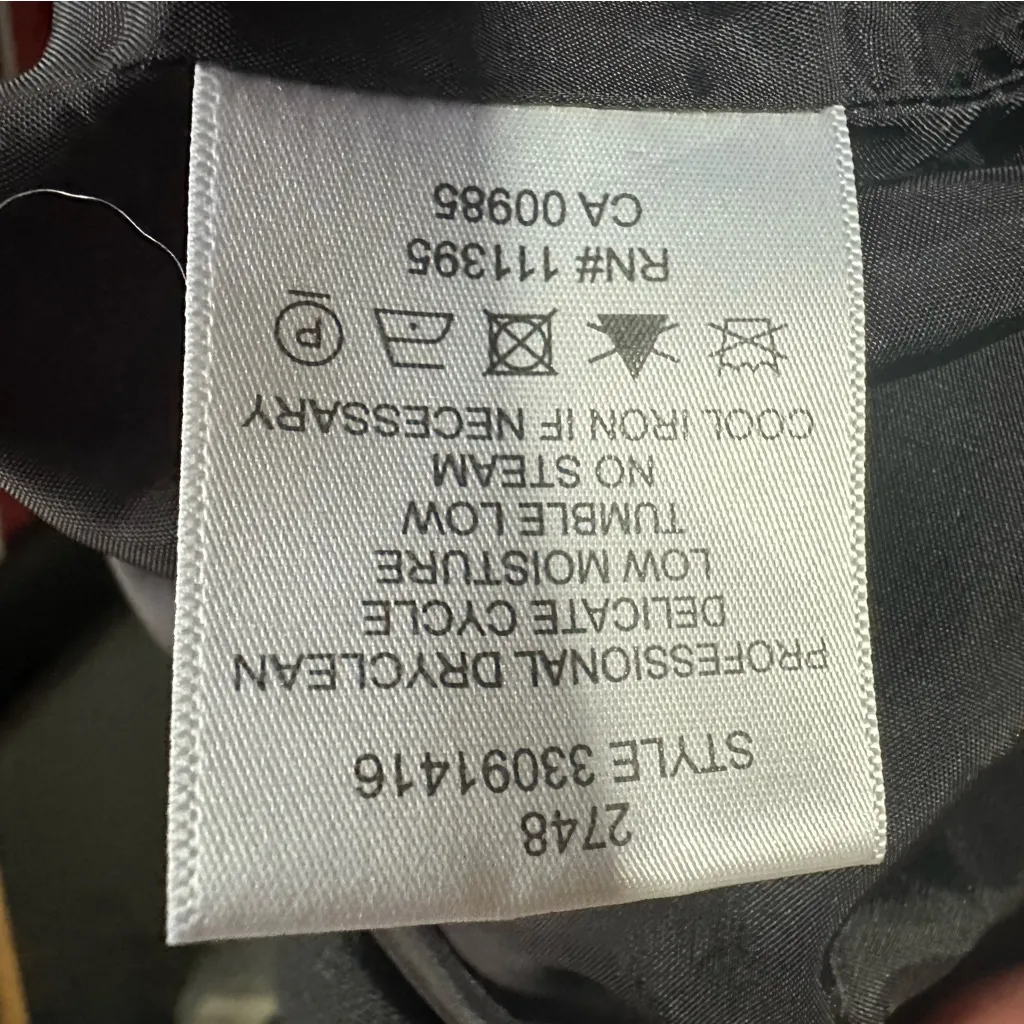 2748
STYLE 33091416
PROFESSIONAL DRYCLEAN
DELICATE CYCLE
LOW MOISTURE
TUMBLE LOW
NO STEAM
COOL IRON IF NECESSARY
P
RN# 111395
CA 00985